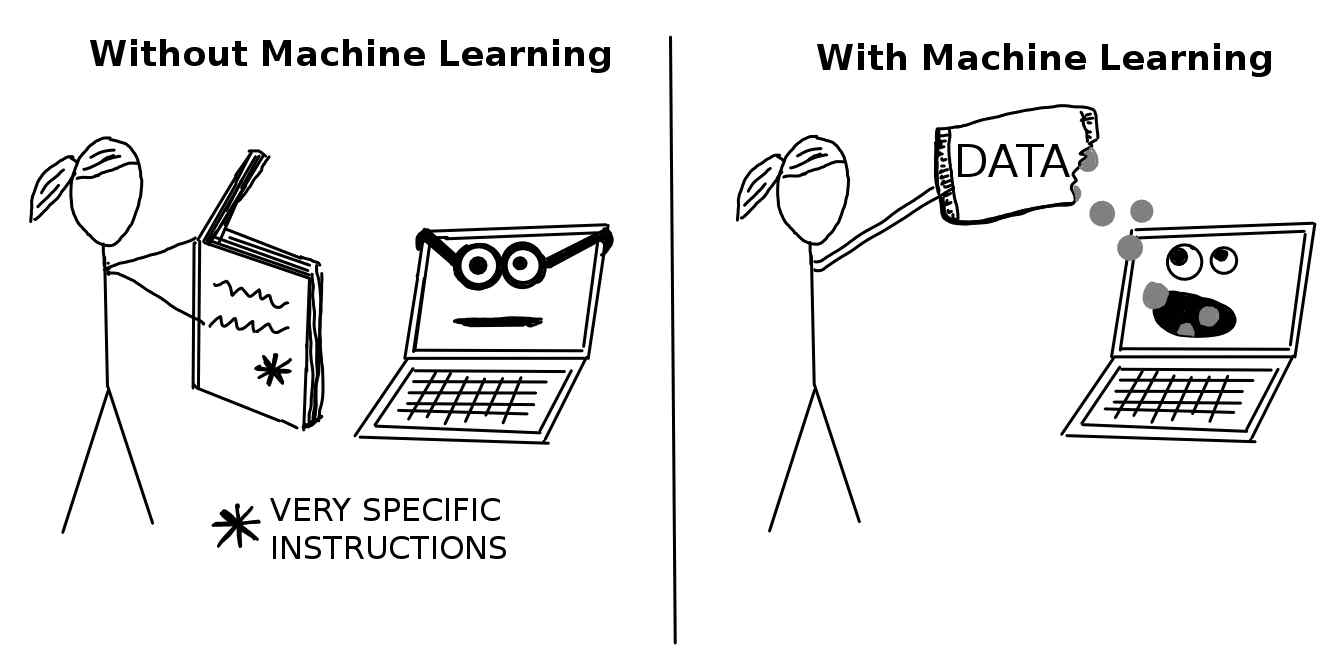 Without Machine Learning
VERY SPECIFIC
INSTRUCTIONS
With Machine Learning
DATA